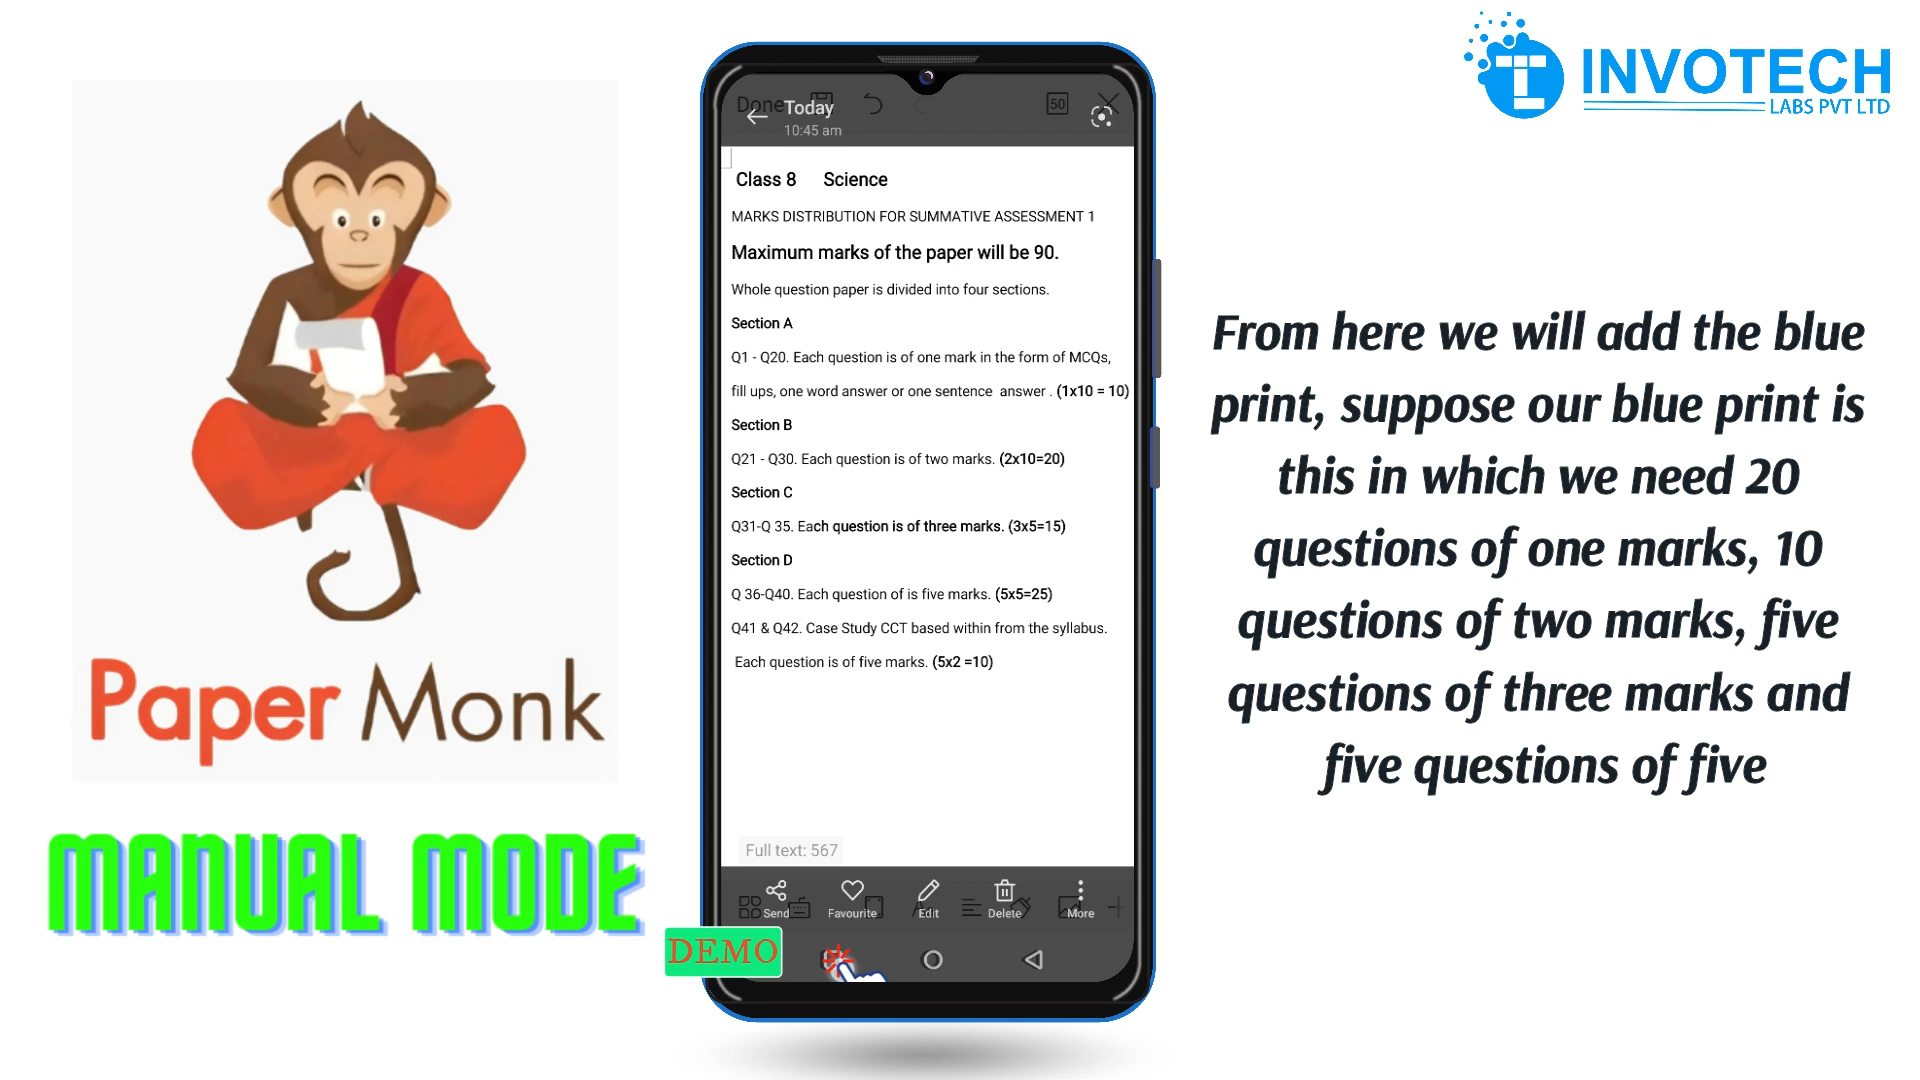 INVOTECH
LABS PVT LTD
Done
50
Today
10:45 am
Class 8 Science
MARKS DISTRIBUTION FOR SUMMATIVE ASSESSMENT 1
Maximum marks of the paper will be 90.
Whole question paper is divided into four sections.
Section A
Q1 - Q20. Each question is of one mark in the form of MCQs,
fill ups, one word answer or one sentence answer . (1x10 = 10)
Section B
Q21 - Q30. Each question is of two marks. (2x10=20)
Section C
Q31-Q 35. Each question is of three marks. (3x5=15)
Section D
Q 36-Q40. Each question of is five marks. (5x5=25)
Q41 & Q42. Case Study CCT based within from the syllabus.
Each question is of five marks. (5x2 =10)
Full text: 567
Send Favourite Edit Delete More
DEMO
Paper Monk
MANUAL MODE
From here we will add the blue
print, suppose our blue print is
this in which we need 20
questions of one marks, 10
questions of two marks, five
questions of three marks and
five questions of five